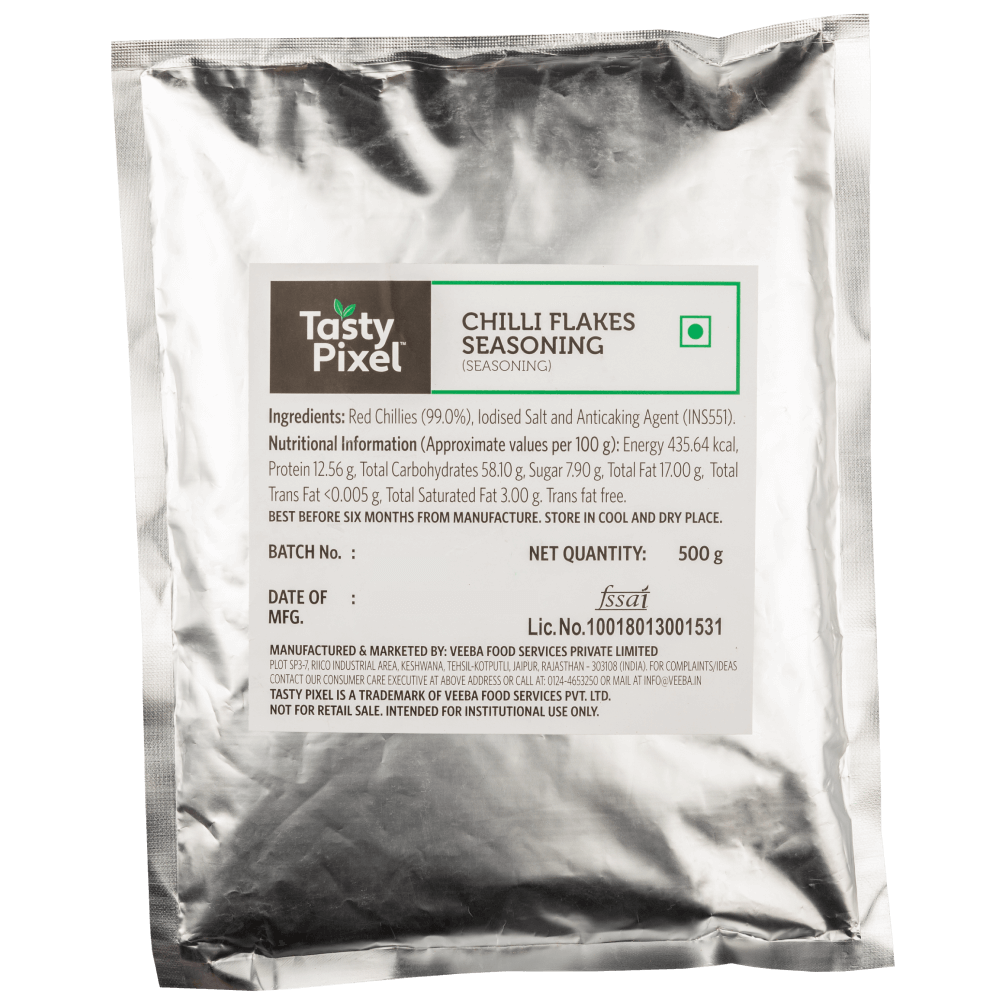 Tasty
Pixel™
CHILLI FLAKES
SEASONING
(SEASONING)
Ingredients: Red Chillies (99.0%), Iodised Salt and Anticaking Agent (INS551).
Nutritional Information (Approximate values per 100 g): Energy 435.64 kcal,
Protein 12.56 g, Total Carbohydrates 58.10 g, Sugar 7.90 g, Total Fat 17.00 g, Total
Trans Fat <0.005 g, Total Saturated Fat 3.00 g. Trans fat free.
BEST BEFORE SIX MONTHS FROM MANUFACTURE. STORE IN COOL AND DRY PLACE.
BATCH No. : NET QUANTITY: 500 g
DATE OF :
MFG.
fssai
Lic.No.10018013001531
MANUFACTURED & MARKETED BY: VEEBA FOOD SERVICES PRIVATE LIMITED
PLOT SP3-7, RIICO INDUSTRIAL AREA, KESHWANA, TEHSIL-KOTPUTLI, JAIPUR, RAJASTHAN - 303108 (INDIA). FOR COMPLAINTS/IDEAS
CONTACT OUR CONSUMER CARE EXECUTIVE AT ABOVE ADDRESS OR CALL AT: 0124-4653250 OR MAIL AT INFO@VEEBA.IN
TASTY PIXEL IS A TRADEMARK OF VEEBA FOOD SERVICES PVT. LTD.
NOT FOR RETAIL SALE. INTENDED FOR INSTITUTIONAL USE ONLY.